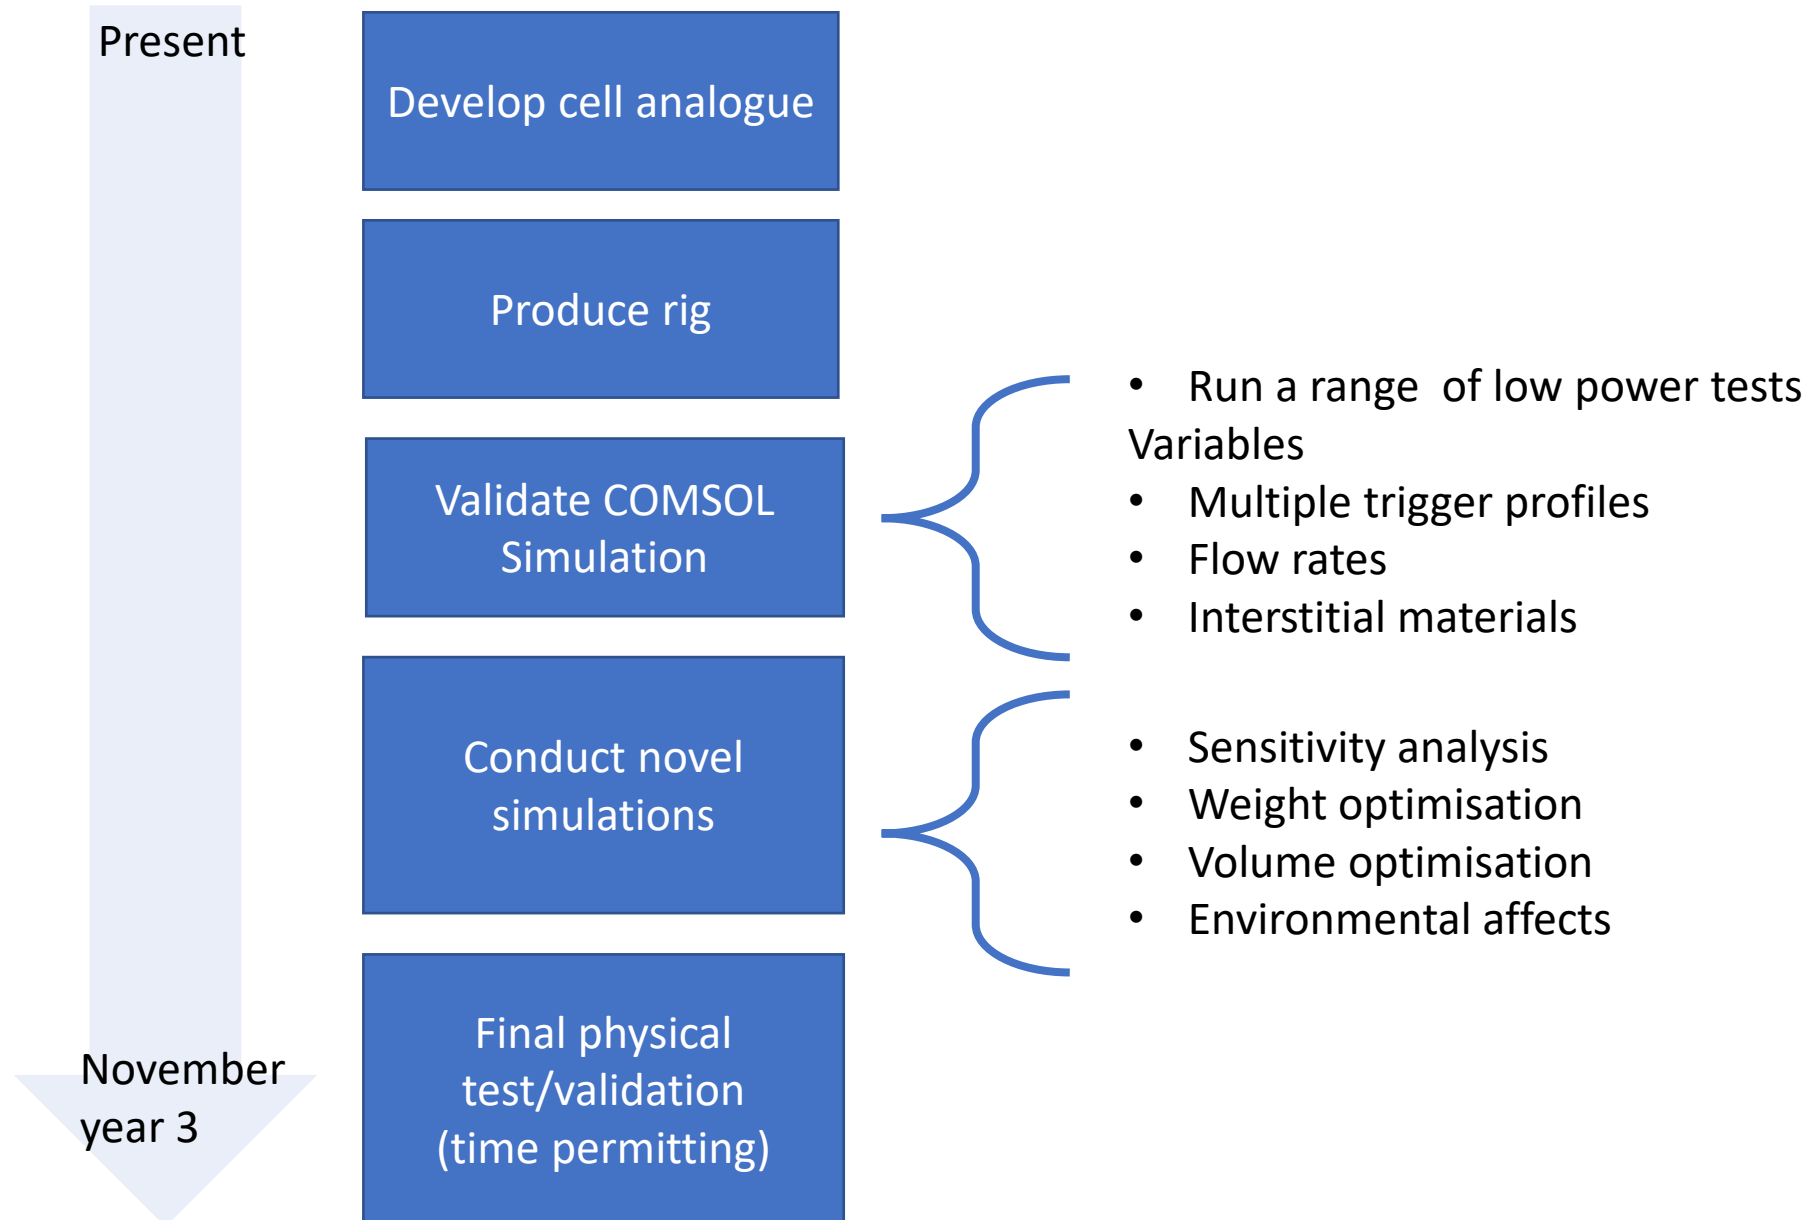 Present
Develop cell analogue
Produce rig
Validate COMSOL
Simulation
• Run a range  of low power tests
Variables
• Multiple trigger profiles
• Flow rates
• Interstitial materials
Conduct novel
simulations
• Sensitivity analysis
• Weight optimisation
• Volume optimisation
• Environmental affects
Final physical
test/validation
(time permitting)
November
year 3